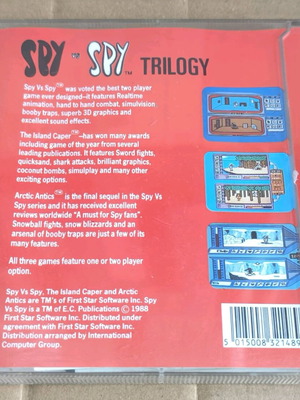 SPY vs SPY™ TRILOGY
Spy Vs Spy™ was voted the best two player
game ever designed–it features Realtime
animation, hand to hand combat, simulvision
booby traps, superb 3D graphics and
excellent sound effects.
The Island Caper™–has won many awards
including game of the year from several
leading publications. It features Sword fights,
quicksand, shark attacks, brilliant graphics,
coconut bombs, simulplay and many other
exciting options.
Arctic Antics™ is the final sequel in the Spy Vs
Spy series and it has received excellent
reviews worldwide "A must for Spy fans".
Snowball fights, snow blizzards and an
arsenal of booby traps are just a few of its
many features.
All three games feature one or two player
option.
Spy Vs Spy, The Island Caper and Arctic
Antics are TM's of First Star Software Inc. Spy
Vs Spy is a TM of E.C. Publications © 1988
First Star Software Inc. Distributed under
agreement with First Star Software Inc.
Distribution arranged by International
Computer Group.
5 015008 321489